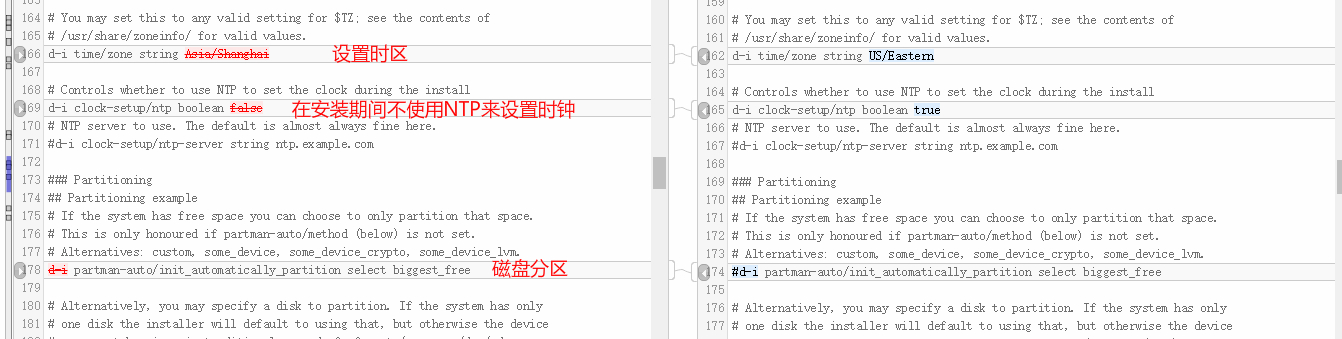 164 # You may set this to any valid setting for $TZ; see the contents of
165 # /usr/share/zoneinfo/ for valid values.
166 d-i time/zone string Asia/Shanghai 设置时区
167
168 # Controls whether to use NTP to set the clock during the install
169 d-i clock-setup/ntp boolean false 在安装期间不使用NTP来设置时钟
170 # NTP server to use. The default is almost always fine here.
171 #d-i clock-setup/ntp-server string ntp.example.com
172
173 ### Partitioning
174 ## Partitioning example
175 # If the system has free space you can choose to only partition that space.
176 # This is only honoured if partman-auto/method (below) is not set.
177 # Alternatives: custom, some_device, some_device_crypto, some_device_lvm.
178 d-i partman-auto/init_automatically_partition select biggest_free 磁盘分区
179
180 # Alternatively, you may specify a disk to partition. If the system has only
181 # one disk the installer will default to using that, but otherwise the device
159
160 # You may set this to any valid setting for $TZ; see the contents of
161 # /usr/share/zoneinfo/ for valid values.
162 d-i time/zone string US/Eastern
163
164 # Controls whether to use NTP to set the clock during the install
165 d-i clock-setup/ntp boolean true
166 # NTP server to use. The default is almost always fine here.
167 #d-i clock-setup/ntp-server string ntp.example.com
168
169 ### Partitioning
170 ## Partitioning example
171 # If the system has free space you can choose to only partition that space.
172 # This is only honoured if partman-auto/method (below) is not set.
173 # Alternatives: custom, some_device, some_device_crypto, some_device_lvm.
174 #d-i partman-auto/init_automatically_partition select biggest_free
175
176 # Alternatively, you may specify a disk to partition. If the system has only
177 # one disk the installer will default to using that, but otherwise the device